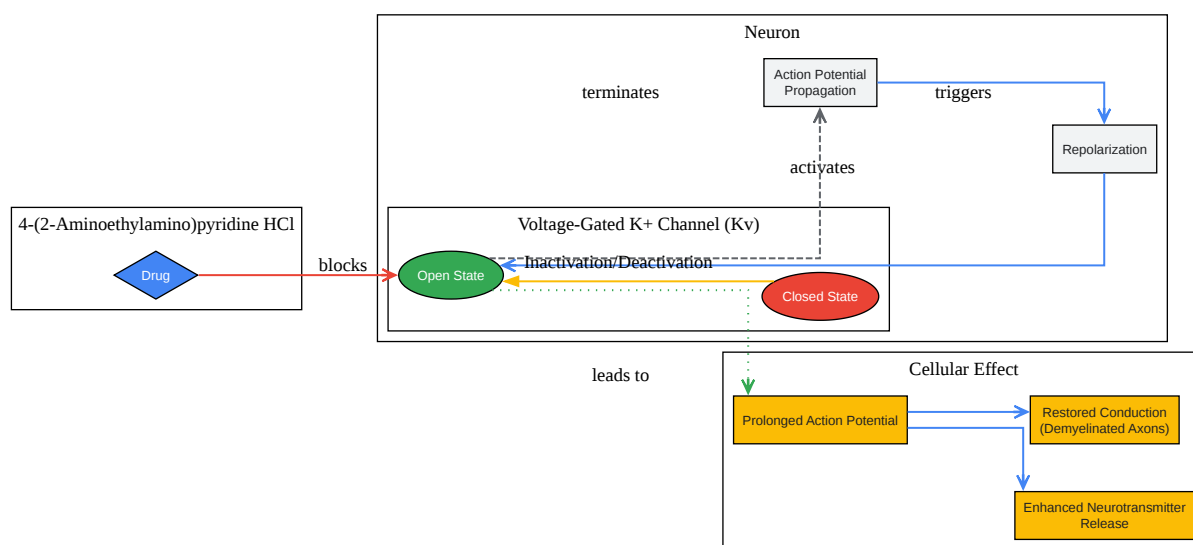 Neuron
Action Potential
Propagation
terminates
triggers
Repolarization
activates
4-(2-Aminoethylamino)pyridine HCl
Voltage-Gated K+ Channel (Kv)
Drug
blocks
Open State
Inactivation/Deactivation
Closed State
leads to
Cellular Effect
Prolonged Action Potential
Restored Conduction
(Demyelinated Axons)
Enhanced Neurotransmitter
Release